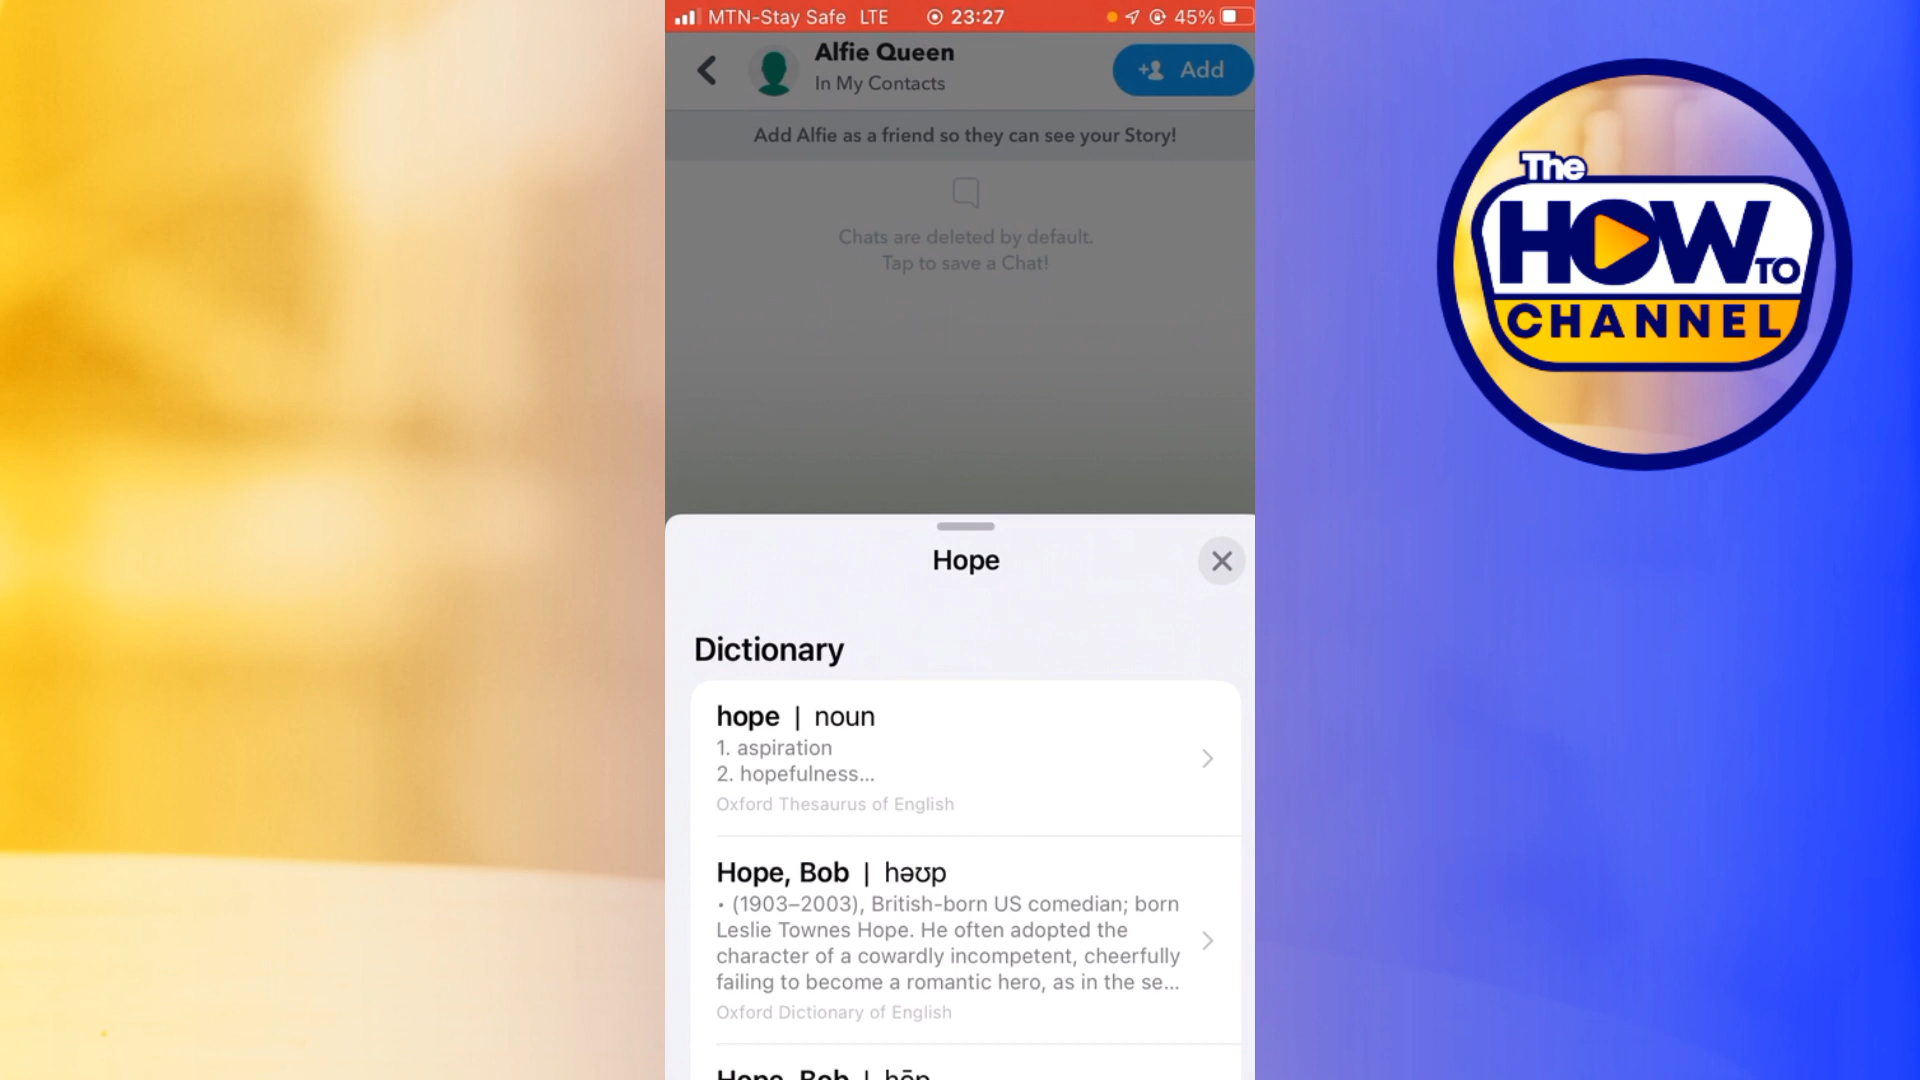 MTN-Stay Safe LTE 23:27 45%
Alfie Queen
In My Contacts
Add
Add Alfie as a friend so they can see your Story!
Chats are deleted by default.
Tap to save a Chat!
Hope
Dictionary
hope | noun
1. aspiration
2. hopefulness...
Oxford Thesaurus of English
Hope, Bob | həʊp
• (1903–2003), British-born US comedian; born
Leslie Townes Hope. He often adopted the
character of a cowardly incompetent, cheerfully
failing to become a romantic hero, as in the se...
Oxford Dictionary of English
Hope, Bob | hōp
The
HOW TO
CHANNEL